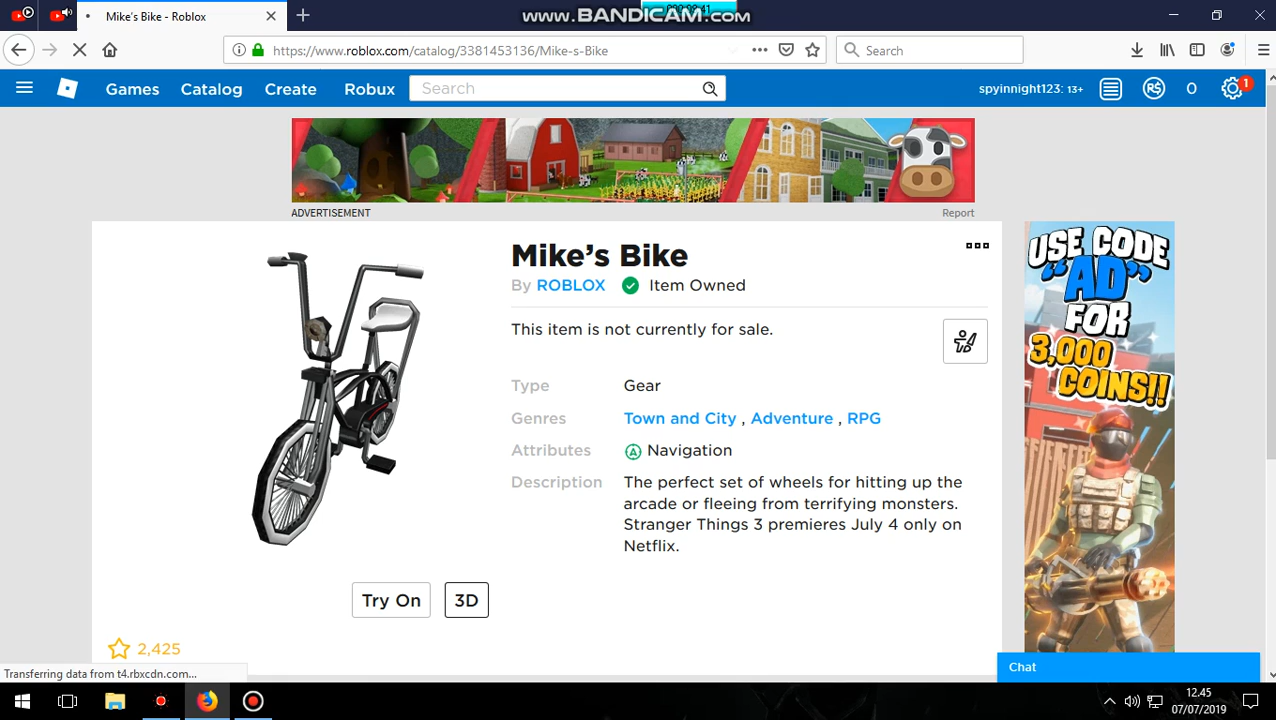 Mike's Bike - Roblox
www.BANDICAM.com
https://www.roblox.com/catalog/3381453136/Mike-s-Bike
Search
Games Catalog Create Robux Search
spyinnight123: 13+ 0 1
ADVERTISEMENT Report
Mike's Bike
By ROBLOX Item Owned
This item is not currently for sale.
Type Gear
Genres Town and City , Adventure , RPG
Attributes Navigation
Description The perfect set of wheels for hitting up the
arcade or fleeing from terrifying monsters.
Stranger Things 3 premieres July 4 only on
Netflix.
Try On 3D
2,425
USE CODE
"AD"
FOR
3,000
COINS!!
Chat
Transferring data from t4.rbxcdn.com...
12.45
07/07/2019